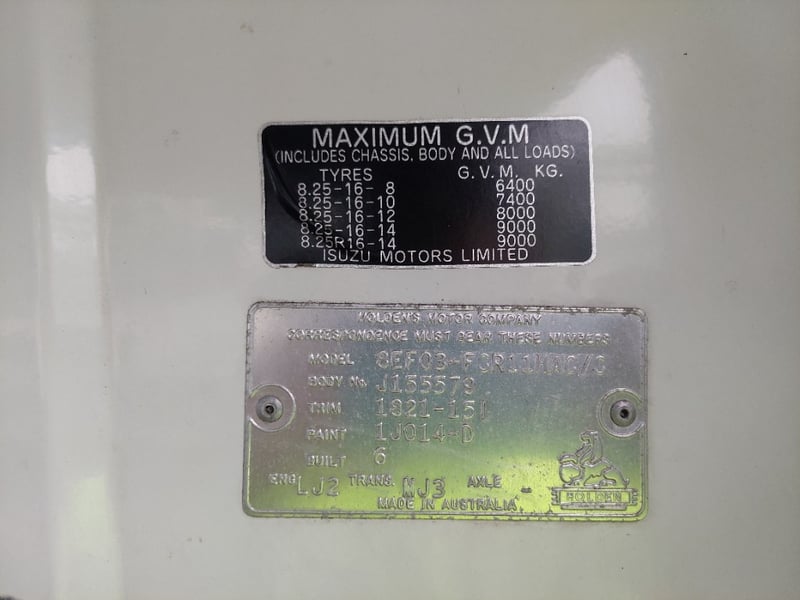 MAXIMUM G.V.M
(INCLUDES CHASSIS, BODY AND ALL LOADS)
TYRES G.V.M. KG.
8.25-16-8 6400
8.25-16-10 7400
8.25-16-12 8000
8.25-16-14 9000
8.25R16-14 9000
ISUZU MOTORS LIMITED
HOLDEN'S MOTOR COMPANY
CORRESPONDENCE MUST BEAR THESE NUMBERS
MODEL
BODY No J155579
TRIM 1821-151
PAINT 1J014-D
BUILT 6
ENG LJ2 TRANS. MJ3 AXLE -
MADE IN AUSTRALIA
HOLDEN